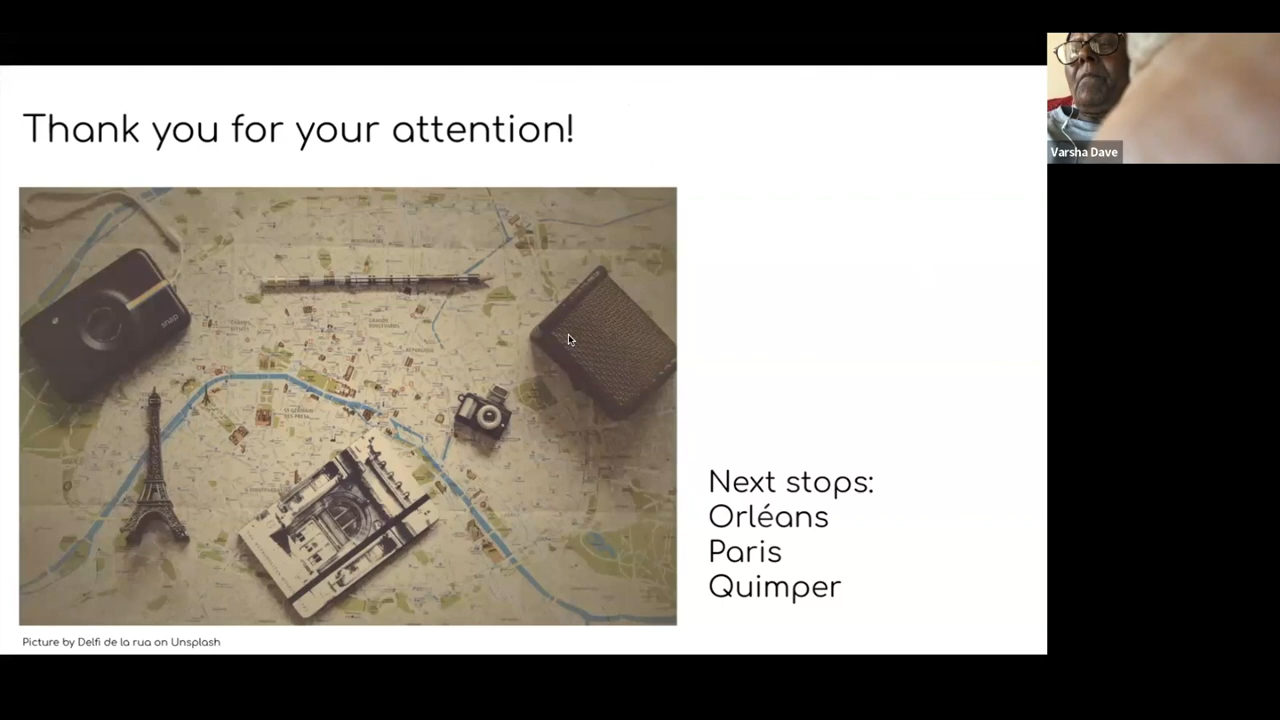 Thank you for your attention!
Varsha Dave
snap
Next stops:
Orléans
Paris
Quimper
Picture by Delfi de la rua on Unsplash